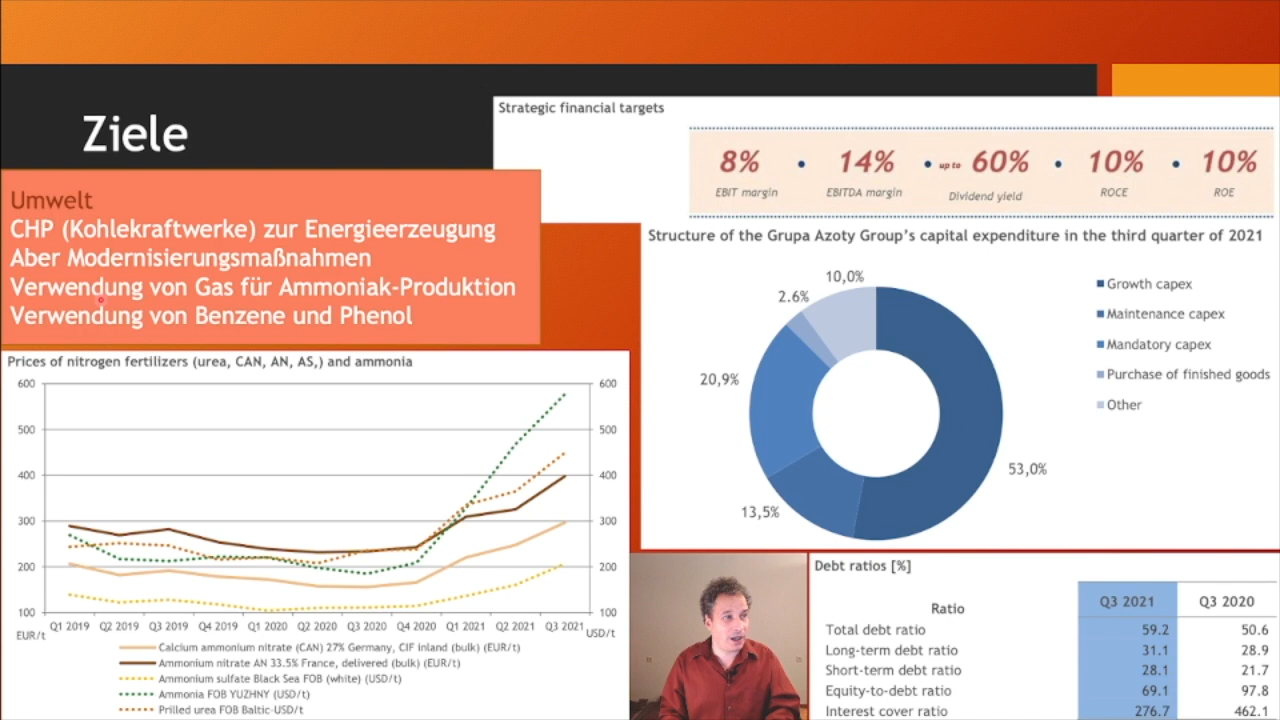 Ziele
Strategic financial targets
8% • 14% • up to 60% • 10% • 10%
EBIT margin EBITDA margin Dividend yield ROCE ROE
Umwelt
CHP (Kohlekraftwerke) zur Energieerzeugung
Aber Modernisierungsmaßnahmen
Verwendung von Gas für Ammoniak-Produktion
Verwendung von Benzene und Phenol
Structure of the Grupa Azoty Group's capital expenditure in the third quarter of 2021
10,0%
2.6%
20,9%
13,5%
53,0%
Growth capex
Maintenance capex
Mandatory capex
Purchase of finished goods
Other
Prices of nitrogen fertilizers (urea, CAN, AN, AS,) and ammonia
600 600
500 500
400 400
300 300
200 200
100 100
Q1 2019 Q2 2019 Q3 2019 Q4 2019 Q1 2020 Q2 2020 Q3 2020 Q4 2020 Q1 2021 Q2 2021 Q3 2021
EUR/t USD/t
Calcium ammonium nitrate (CAN) 27% Germany, CIF inland (bulk) (EUR/t)
Ammonium nitrate AN 33.5% France, delivered (bulk) (EUR/t)
Ammonium sulfate Black Sea FOB (white) (USD/t)
Ammonia FOB YUZHNY (USD/t)
Prilled urea FOB Baltic-USD/t
Debt ratios [%]
Ratio Q3 2021 Q3 2020
Total debt ratio 59.2 50.6
Long-term debt ratio 31.1 28.9
Short-term debt ratio 28.1 21.7
Equity-to-debt ratio 69.1 97.8
Interest cover ratio 276.7 462.1